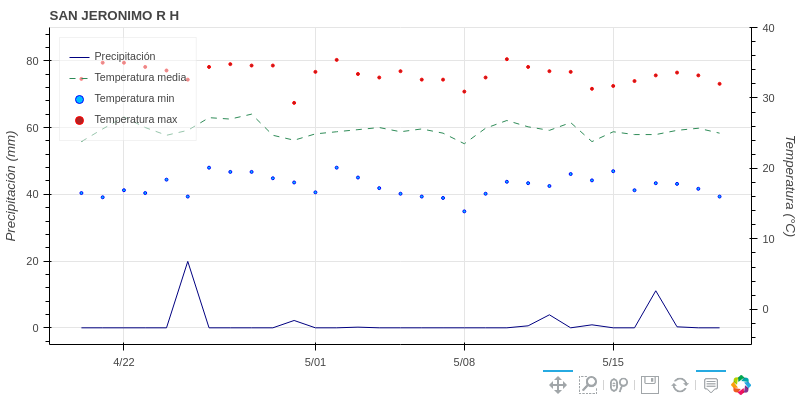 SAN JERONIMO R H
Precipitación
Temperatura media
Temperatura min
Temperatura max
Precipitación (mm)
80
60
40
20
0
Temperatura (°C)
40
30
20
10
0
4/22
5/01
5/08
5/15